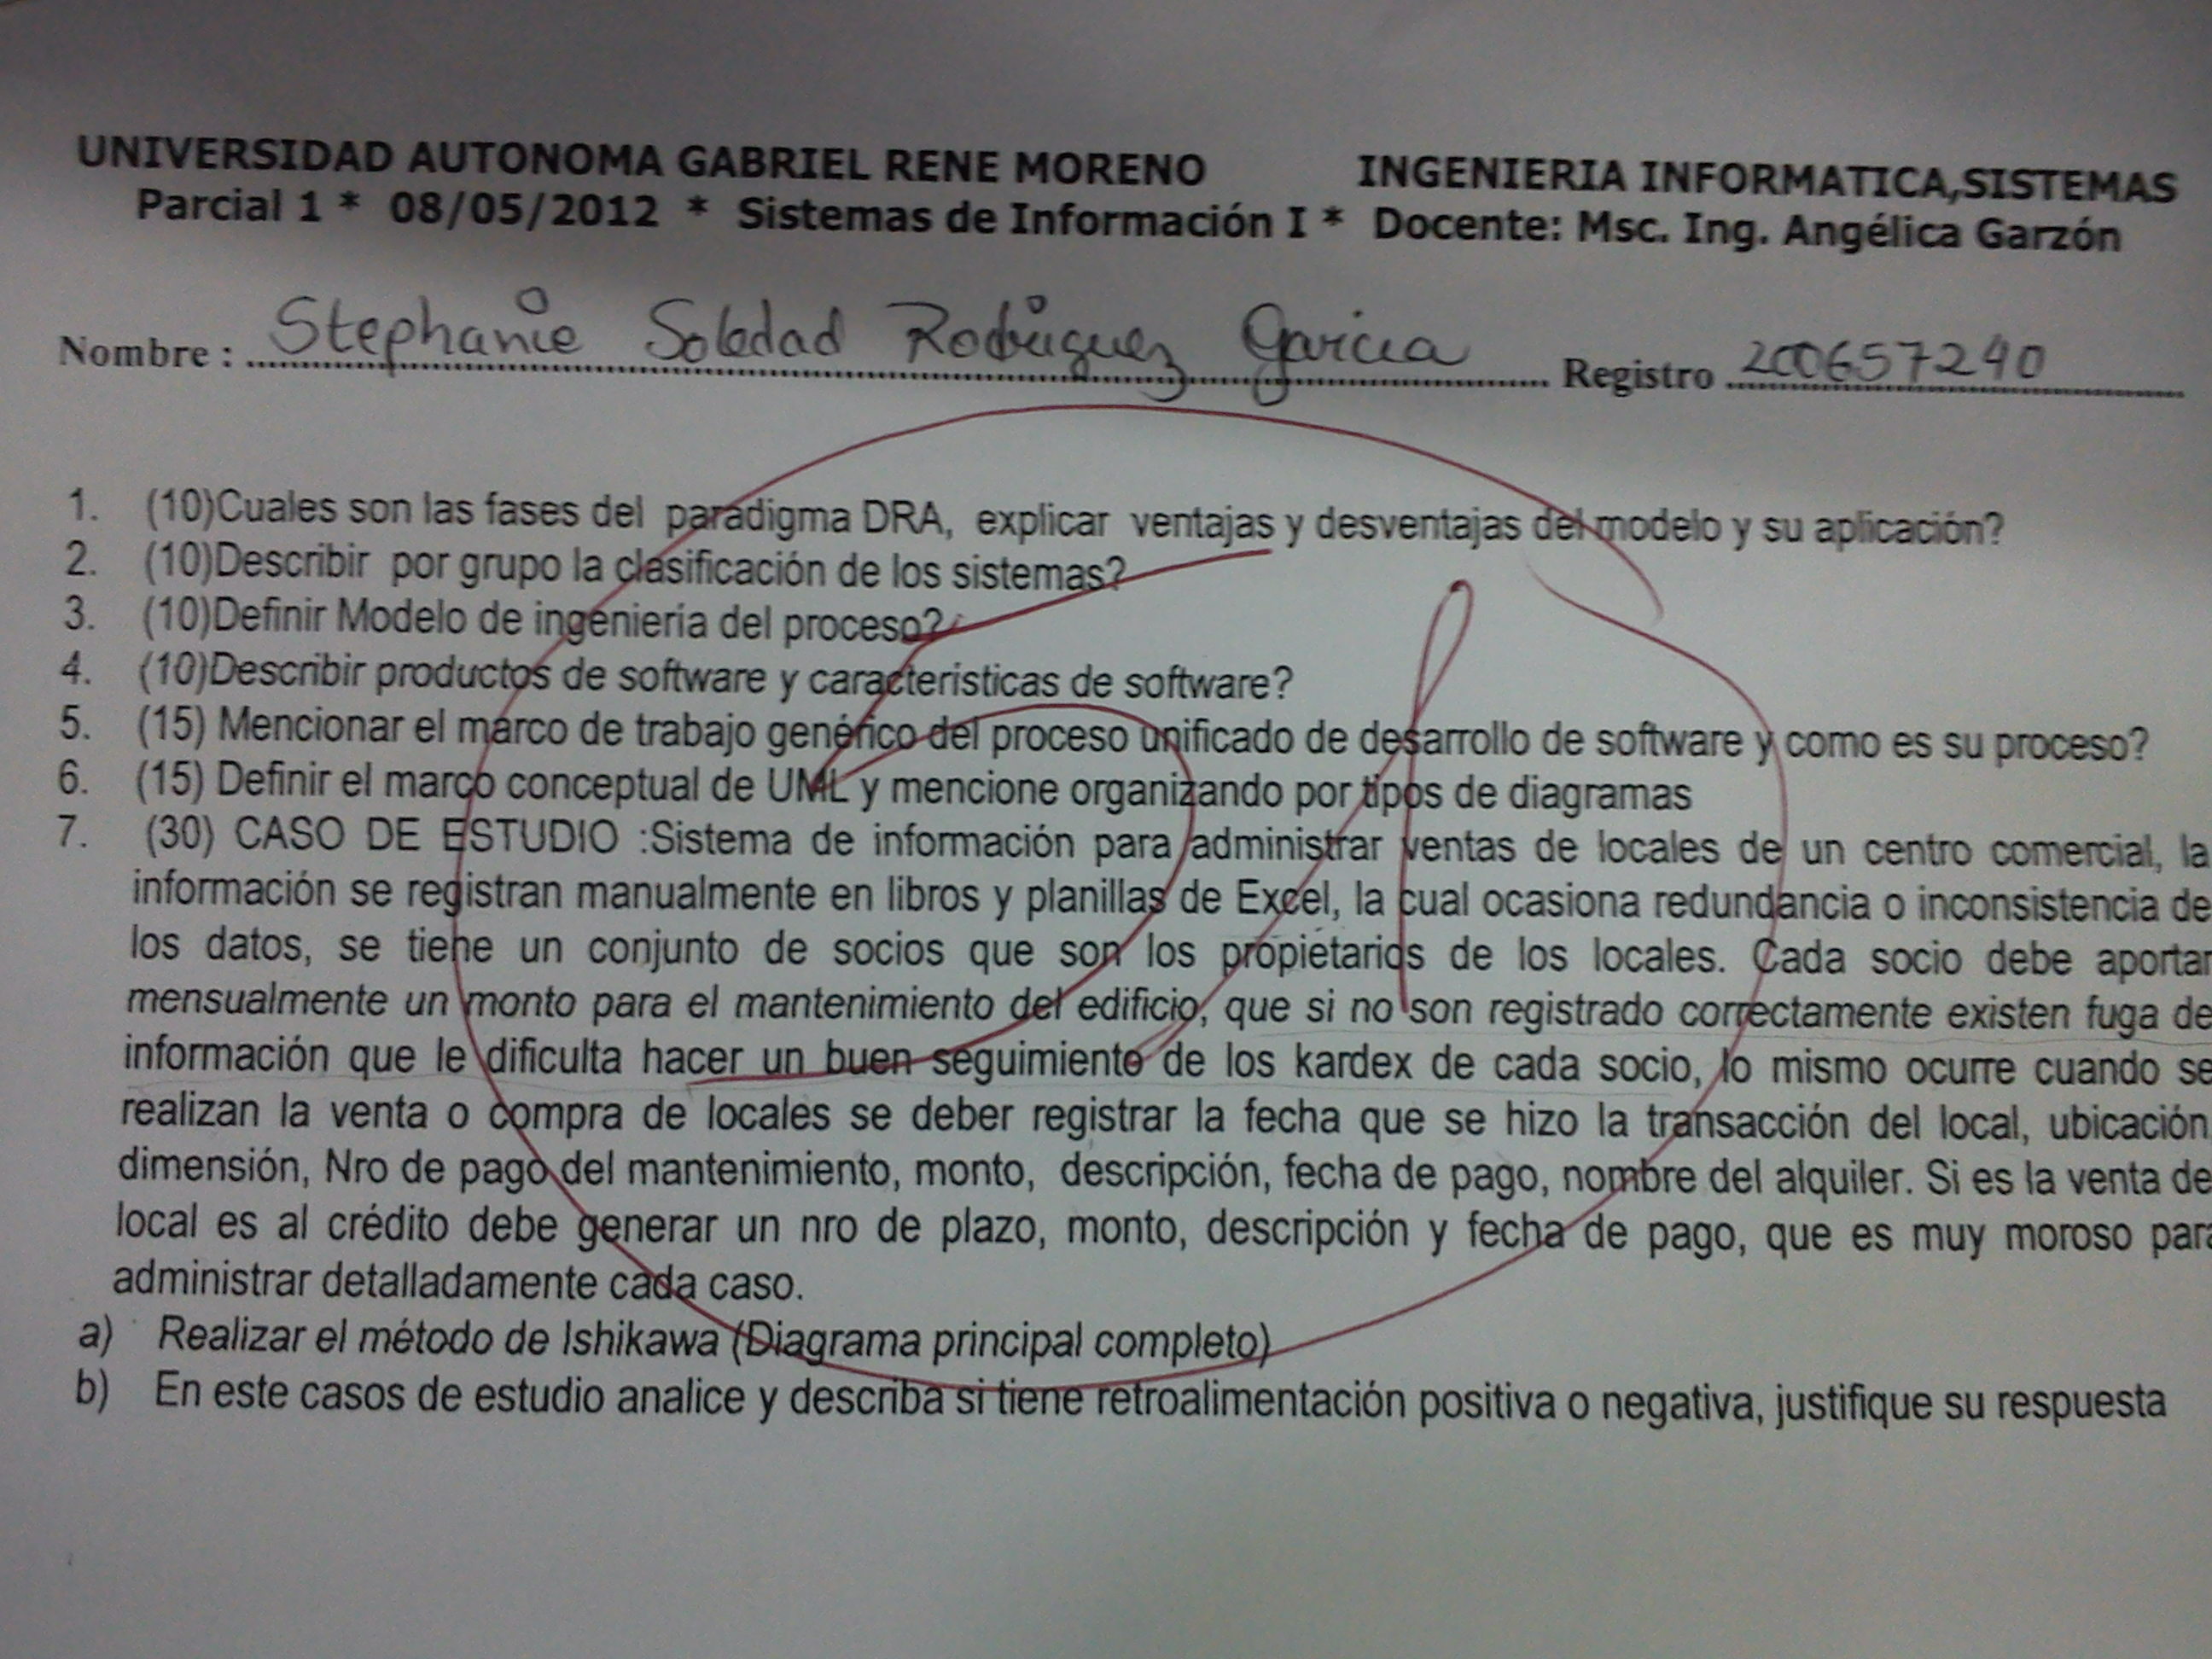 UNIVERSIDAD AUTONOMA GABRIEL RENE MORENO INGENIERIA INFORMATICA,SISTEMAS
Parcial 1 * 08/05/2012 * Sistemas de Información I * Docente: Msc. Ing. Angélica Garzón
Nombre : Stephanie Soledad Rodriguez Garcia Registro 200657240
1. (10)Cuales son las fases del paradigma DRA, explicar ventajas y desventajas del modelo y su aplicación?
2. (10)Describir por grupo la clasificación de los sistemas?
3. (10)Definir Modelo de ingeniería del proceso?
4. (10)Describir productos de software y características de software?
5. (15) Mencionar el marco de trabajo genérico del proceso unificado de desarrollo de software y como es su proceso?
6. (15) Definir el marco conceptual de UML y mencione organizando por tipos de diagramas
7. (30) CASO DE ESTUDIO :Sistema de información para administrar ventas de locales de un centro comercial, la
información se registran manualmente en libros y planillas de Excel, la cual ocasiona redundancia o inconsistencia de
los datos, se tiene un conjunto de socios que son los propietarios de los locales. Cada socio debe aportar
mensualmente un monto para el mantenimiento del edificio, que si no son registrado correctamente existen fuga de
información que le dificulta hacer un buen seguimiento de los kardex de cada socio, lo mismo ocurre cuando se
realizan la venta o compra de locales se deber registrar la fecha que se hizo la transacción del local, ubicación
dimensión, Nro de pago del mantenimiento, monto, descripción, fecha de pago, nombre del alquiler. Si es la venta de
local es al crédito debe generar un nro de plazo, monto, descripción y fecha de pago, que es muy moroso para
administrar detalladamente cada caso.
a) Realizar el método de Ishikawa (Diagrama principal completo)
b) En este casos de estudio analice y describa si tiene retroalimentación positiva o negativa, justifique su respuesta